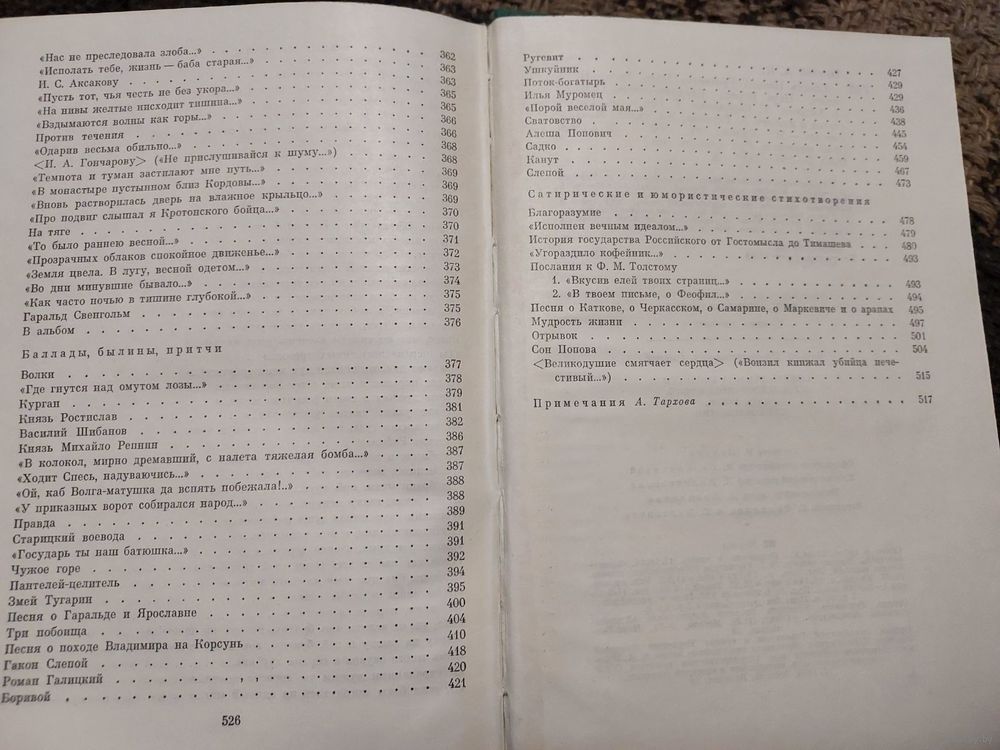 «Нас не преследовала злоба...» 362
«Исполать тебе, жизнь — баба старая...» 363
И. С. Аксакову 363
«Пусть тот, чья честь не без укора...» 365
«На нивы желтые нисходит тишина...» 365
«Вздымаются волны как горы...» 366
Против течения 366
«Одарив весьма обильно...» 368
<И. А. Гончарову> («Не прислушивайся к шуму...») 368
«Темнота и туман застилают мне путь...» 369
«В монастыре пустынном близ Кордовы...» 369
«Вновь растворилась дверь на влажное крыльцо...» 369
«Про подвиг слышал я Кротонского бойца...» 370
На тяге 370
«То было раннею весной...» 371
«Прозрачных облаков спокойное движенье...» 372
«Земля цвела. В лугу, весной одетом...» 373
«Во дни минувшие бывало...» 374
«Как часто ночью в тишине глубокой...» 375
Гаральд Свенгольм 375
В альбом 376
Баллады, былины, притчи
Волки 377
«Где гнутся над омутом лозы...» 378
Курган 379
Князь Ростислав 381
Василий Шибанов 382
Князь Михайло Репнин 386
«В колокол, мирно дремавший, с налета тяжелая бомба...» 387
«Ходит Спесь, надуваючись...» 387
«Ой, каб Волга-матушка да вспять побежала!..» 388
«У приказных ворот собирался народ...» 388
Правда 389
Старицкий воевода 391
«Государь ты наш батюшка...» 391
Чужое горе 392
Пантелей-целитель 394
Змей Тугарин 395
Песня о Гаральде и Ярославне 400
Три побоища 404
Песня о походе Владимира на Корсунь 410
Гакон Слепой 418
Роман Галицкий 420
Боривой 421
526
Ругевит 427
Ушкуйник 429
Поток-богатырь 429
Илья Муромец 436
«Порой веселой мая...» 438
Сватовство 445
Алеша Попович 454
Садко 459
Канут 467
Слепой 473
Сатирические и юмористические стихотворения
Благоразумие 478
«Исполнен вечным идеалом...» 479
История государства Российского от Гостомысла до Тимашева 480
«Угораздило кофейник...» 493
Послания к Ф. М. Толстому
1. «Вкусив елей твоих страниц...» 493
2. «В твоем письме, о Феофил...» 494
Песня о Каткове, о Черкасском, о Самарине, о Маркевиче и о арапах 495
Мудрость жизни 497
Отрывок 501
Сон Попова 504
<Великодушие смягчает сердца> («Вонзил кинжал убийца нече-
стивый...») 515
Примечания А. Тархова 517